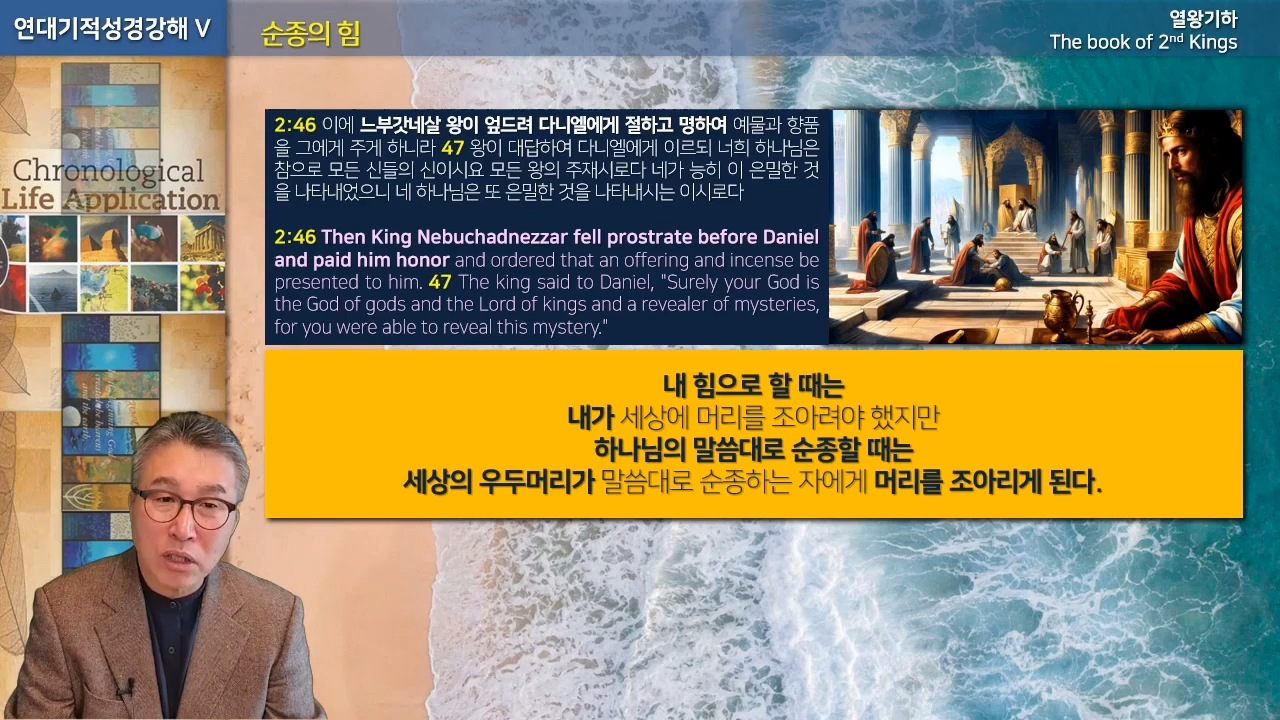 연대기적성경강해 V
순종의 힘
열왕기하
The book of 2nd Kings
Chronological
Life Application
2:46 이에 느부갓네살 왕이 엎드려 다니엘에게 절하고 명하여 예물과 향품
을 그에게 주게 하니라 47 왕이 대답하여 다니엘에게 이르되 너희 하나님은
참으로 모든 신들의 신이시요 모든 왕의 주재시로다 네가 능히 이 은밀한 것
을 나타내었으니 네 하나님은 또 은밀한 것을 나타내시는 이시로다
2:46 Then King Nebuchadnezzar fell prostrate before Daniel
and paid him honor and ordered that an offering and incense be
presented to him. 47 The king said to Daniel, "Surely your God is
the God of gods and the Lord of kings and a revealer of mysteries,
for you were able to reveal this mystery."
내 힘으로 할 때는
내가 세상에 머리를 조아려야 했지만
하나님의 말씀대로 순종할 때는
세상의 우두머리가 말씀대로 순종하는 자에게 머리를 조아리게 된다.